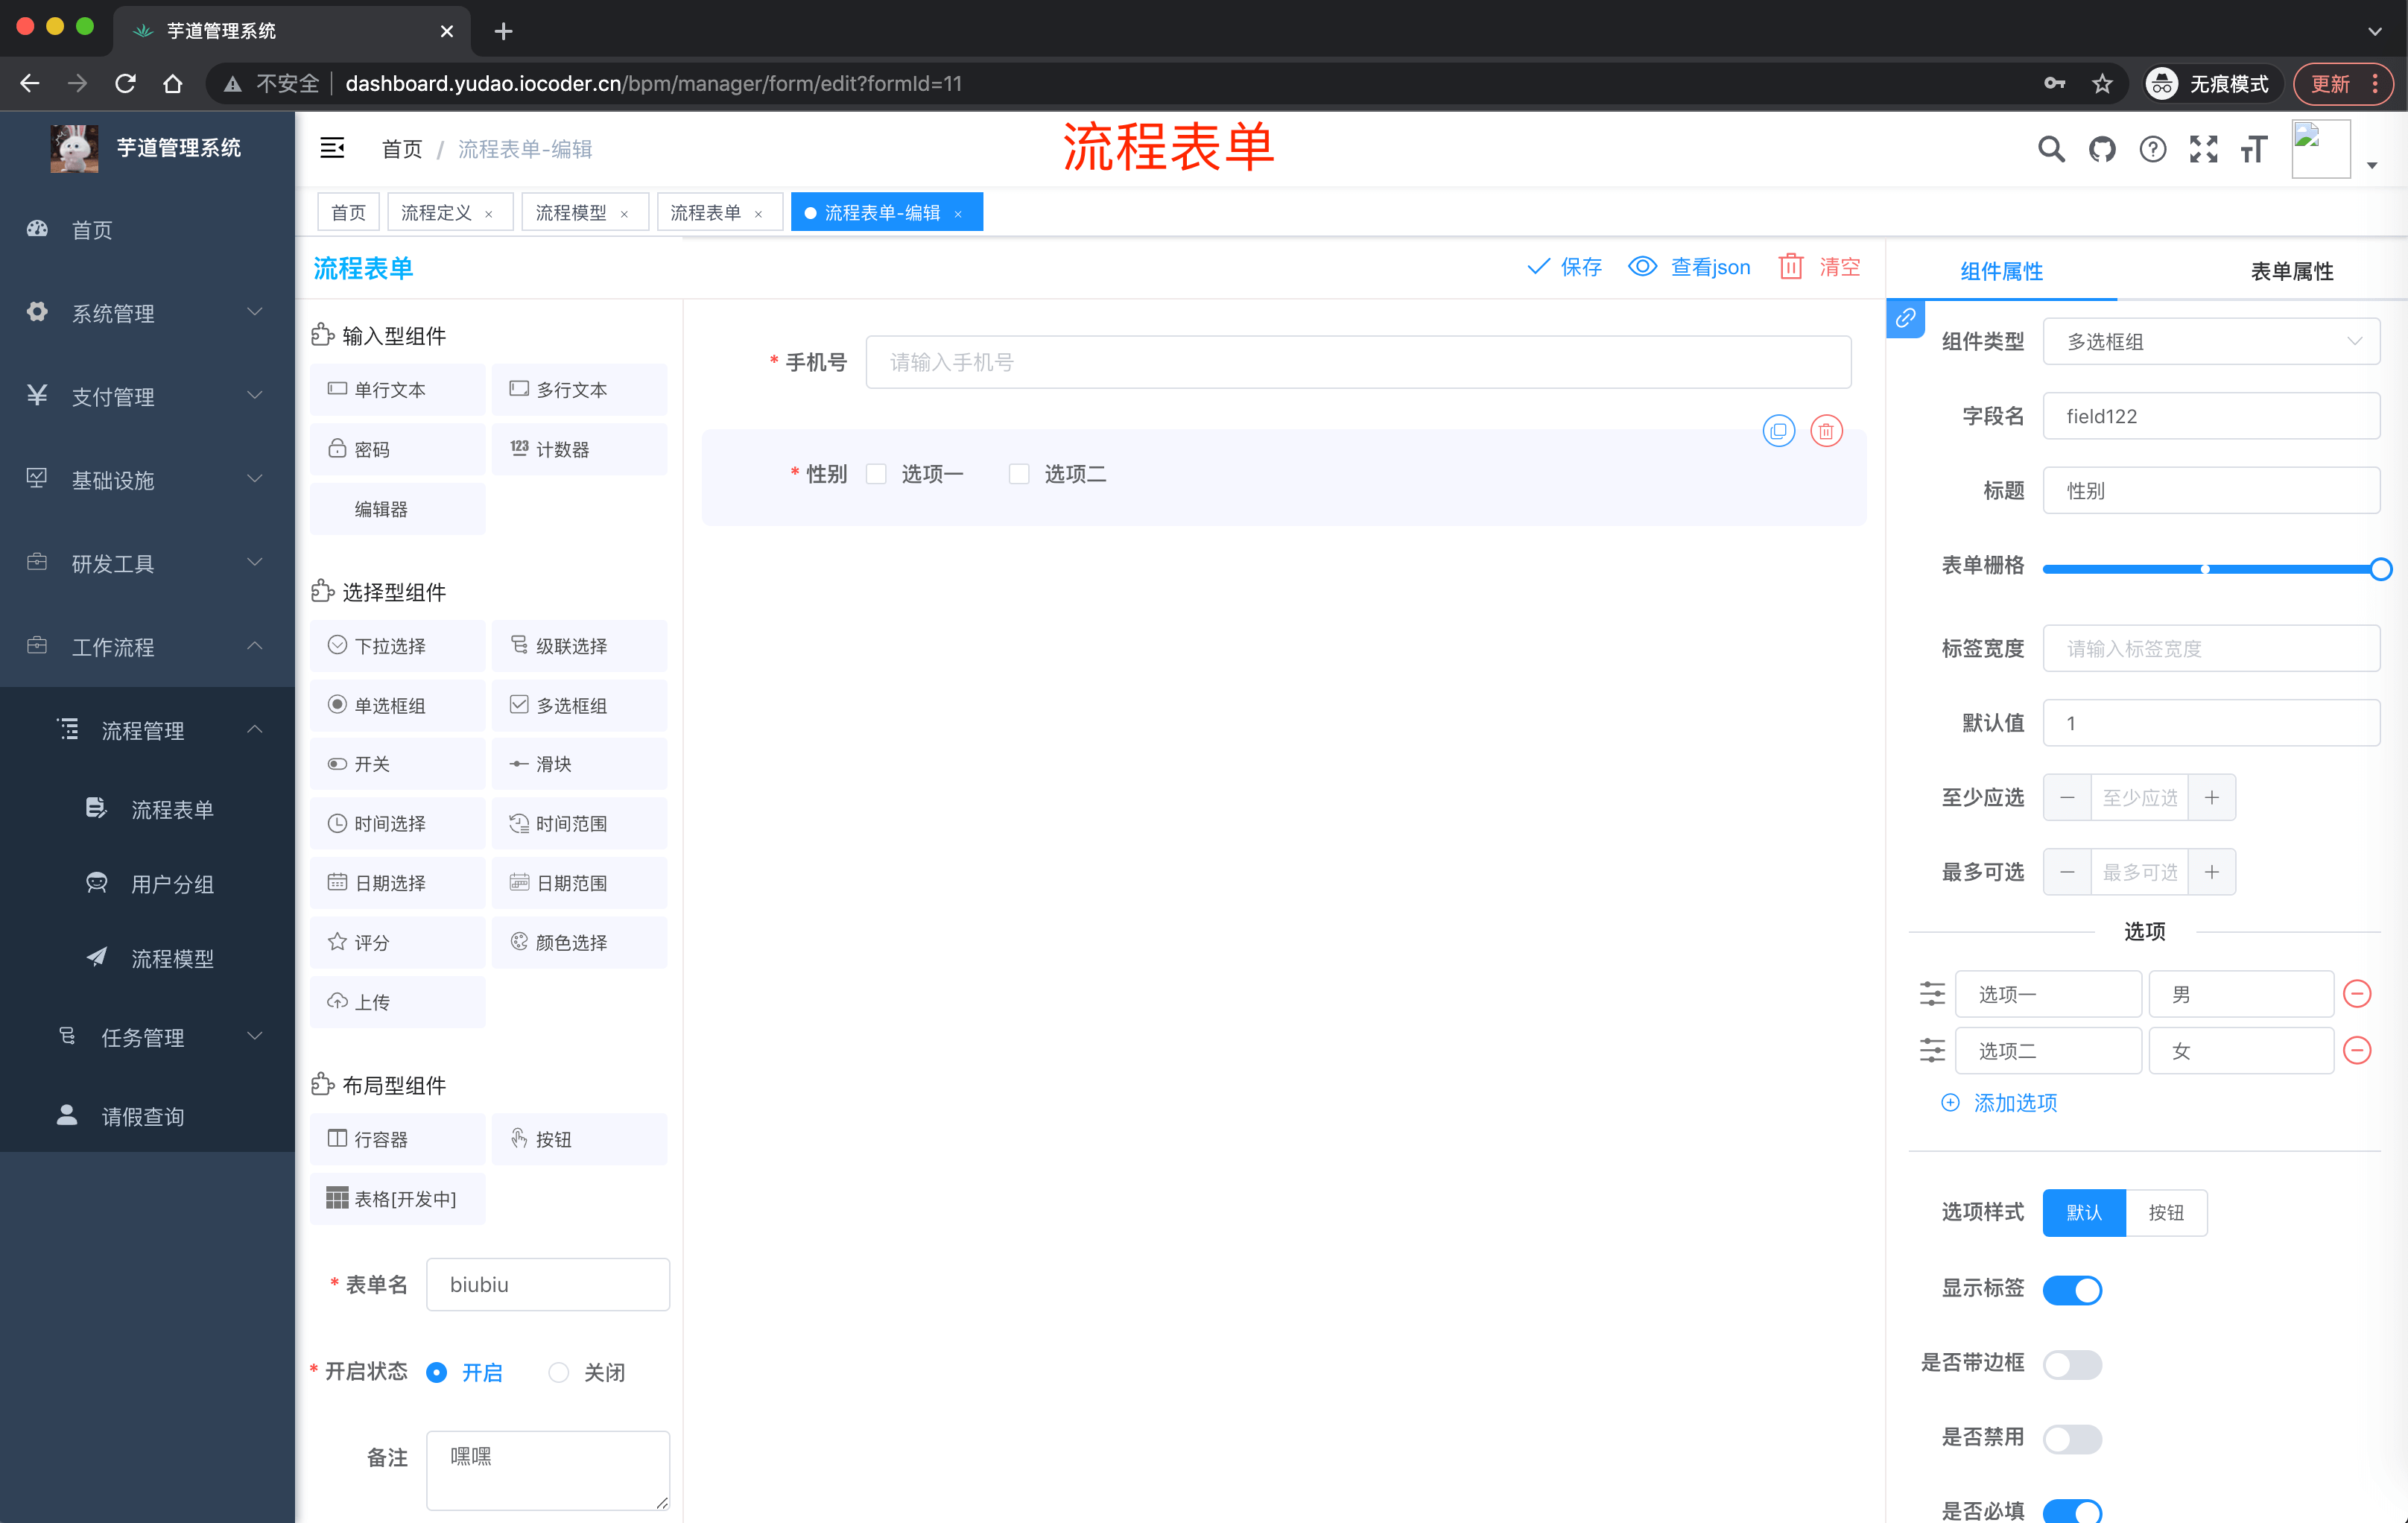 芋道管理系统
不安全 dashboard.yudao.iocoder.cn/bpm/manager/form/edit?formId=11 无痕模式 更新
芋道管理系统
首页
系统管理
支付管理
基础设施
研发工具
工作流程
流程管理
流程表单
用户分组
流程模型
任务管理
请假查询
首页 / 流程表单-编辑 流程表单
首页 流程定义 × 流程模型 × 流程表单 × 流程表单-编辑 ×
流程表单 保存 查看json 清空
输入型组件
单行文本 多行文本
密码 123 计数器
编辑器
选择型组件
下拉选择 级联选择
单选框组 多选框组
开关 滑块
时间选择 时间范围
日期选择 日期范围
评分 颜色选择
上传
布局型组件
行容器 按钮
表格[开发中]
* 表单名 biubiu
* 开启状态 开启 关闭
备注 嘿嘿
* 手机号 请输入手机号
* 性别 选项一 选项二
组件属性 表单属性
组件类型 多选框组
字段名 field122
标题 性别
表单栅格
标签宽度 请输入标签宽度
默认值 1
至少应选 至少应选
最多可选 最多可选
选项
选项一 男
选项二 女
添加选项
选项样式 默认 按钮
显示标签
是否带边框
是否禁用
是否必填